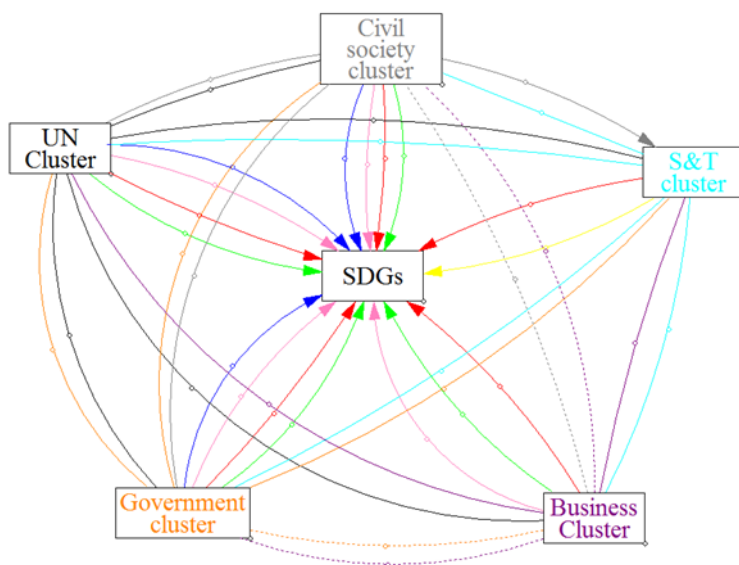 Civil
society
cluster
UN
Cluster
S&T
cluster
SDGs
Government
cluster
Business
Cluster